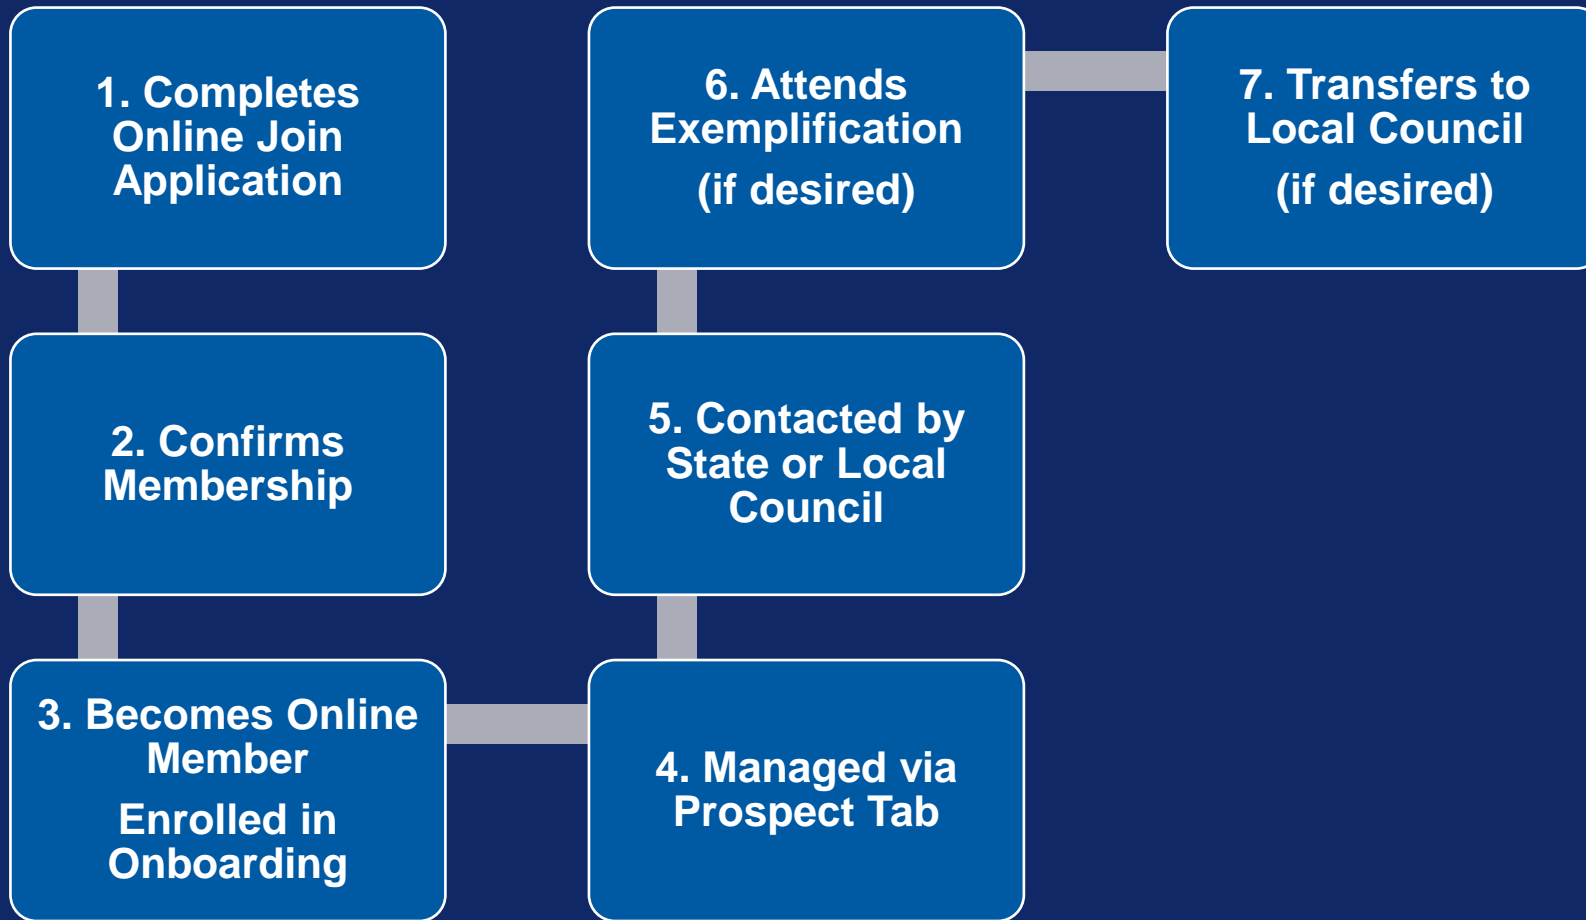 1. Completes
Online Join
Application
2. Confirms
Membership
3. Becomes Online
Member
Enrolled in
Onboarding
4. Managed via
Prospect Tab
5. Contacted by
State or Local
Council
6. Attends
Exemplification
(if desired)
7. Transfers to
Local Council
(if desired)